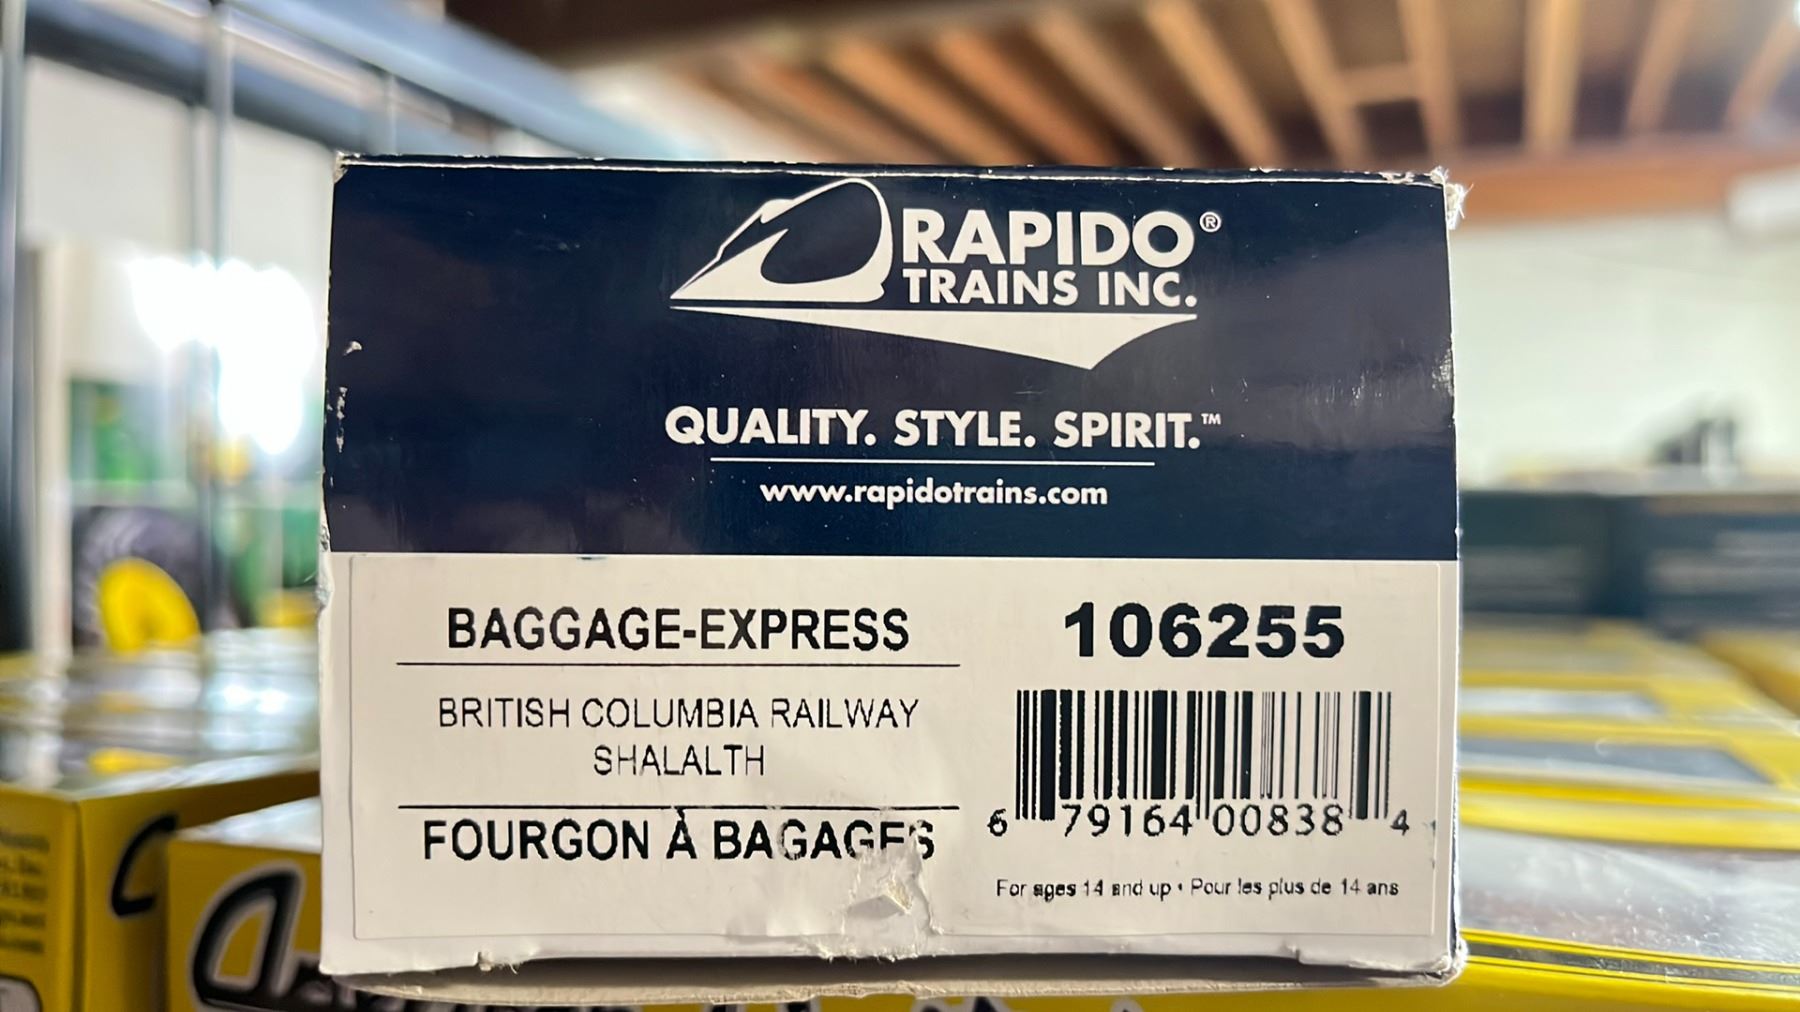 RAPIDO®
TRAINS INC.
QUALITY. STYLE. SPIRIT.™
www.rapidotrains.com
BAGGAGE-EXPRESS
106255
BRITISH COLUMBIA RAILWAY
SHALALTH
FOURGON À BAGAGES
6 79164 00838 4
For ages 14 and up • Pour les plus de 14 ans